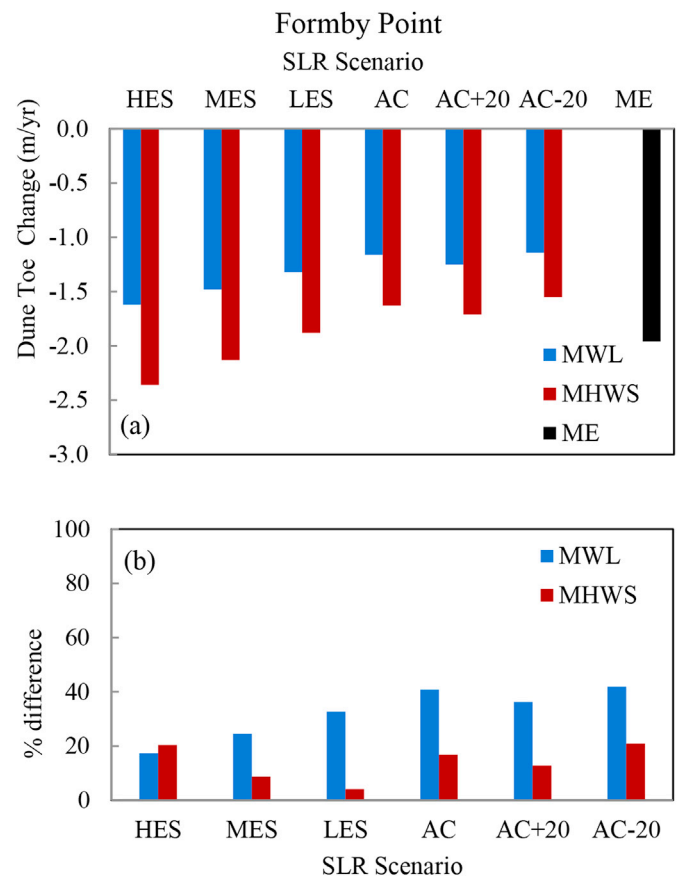 Formby Point
SLR Scenario
HES MES LES AC AC+20 AC-20 ME
Dune Toe Change (m/yr)
0.0
-0.5
-1.0
-1.5
-2.0
-2.5
-3.0
MWL
MHWS
ME
(a)
(b)
MWL
MHWS
% difference
100
80
60
40
20
0
HES MES LES AC AC+20 AC-20
SLR Scenario